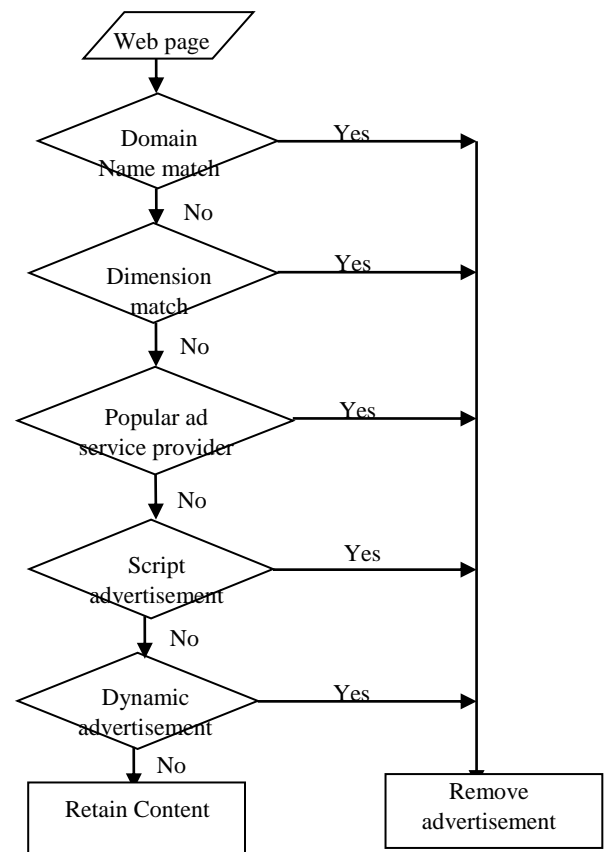 Web page
Domain
Name match
Yes
No
Dimension
match
Yes
No
Popular ad
service provider
Yes
No
Script
advertisement
Yes
No
Dynamic
advertisement
Yes
No
Retain Content
Remove
advertisement